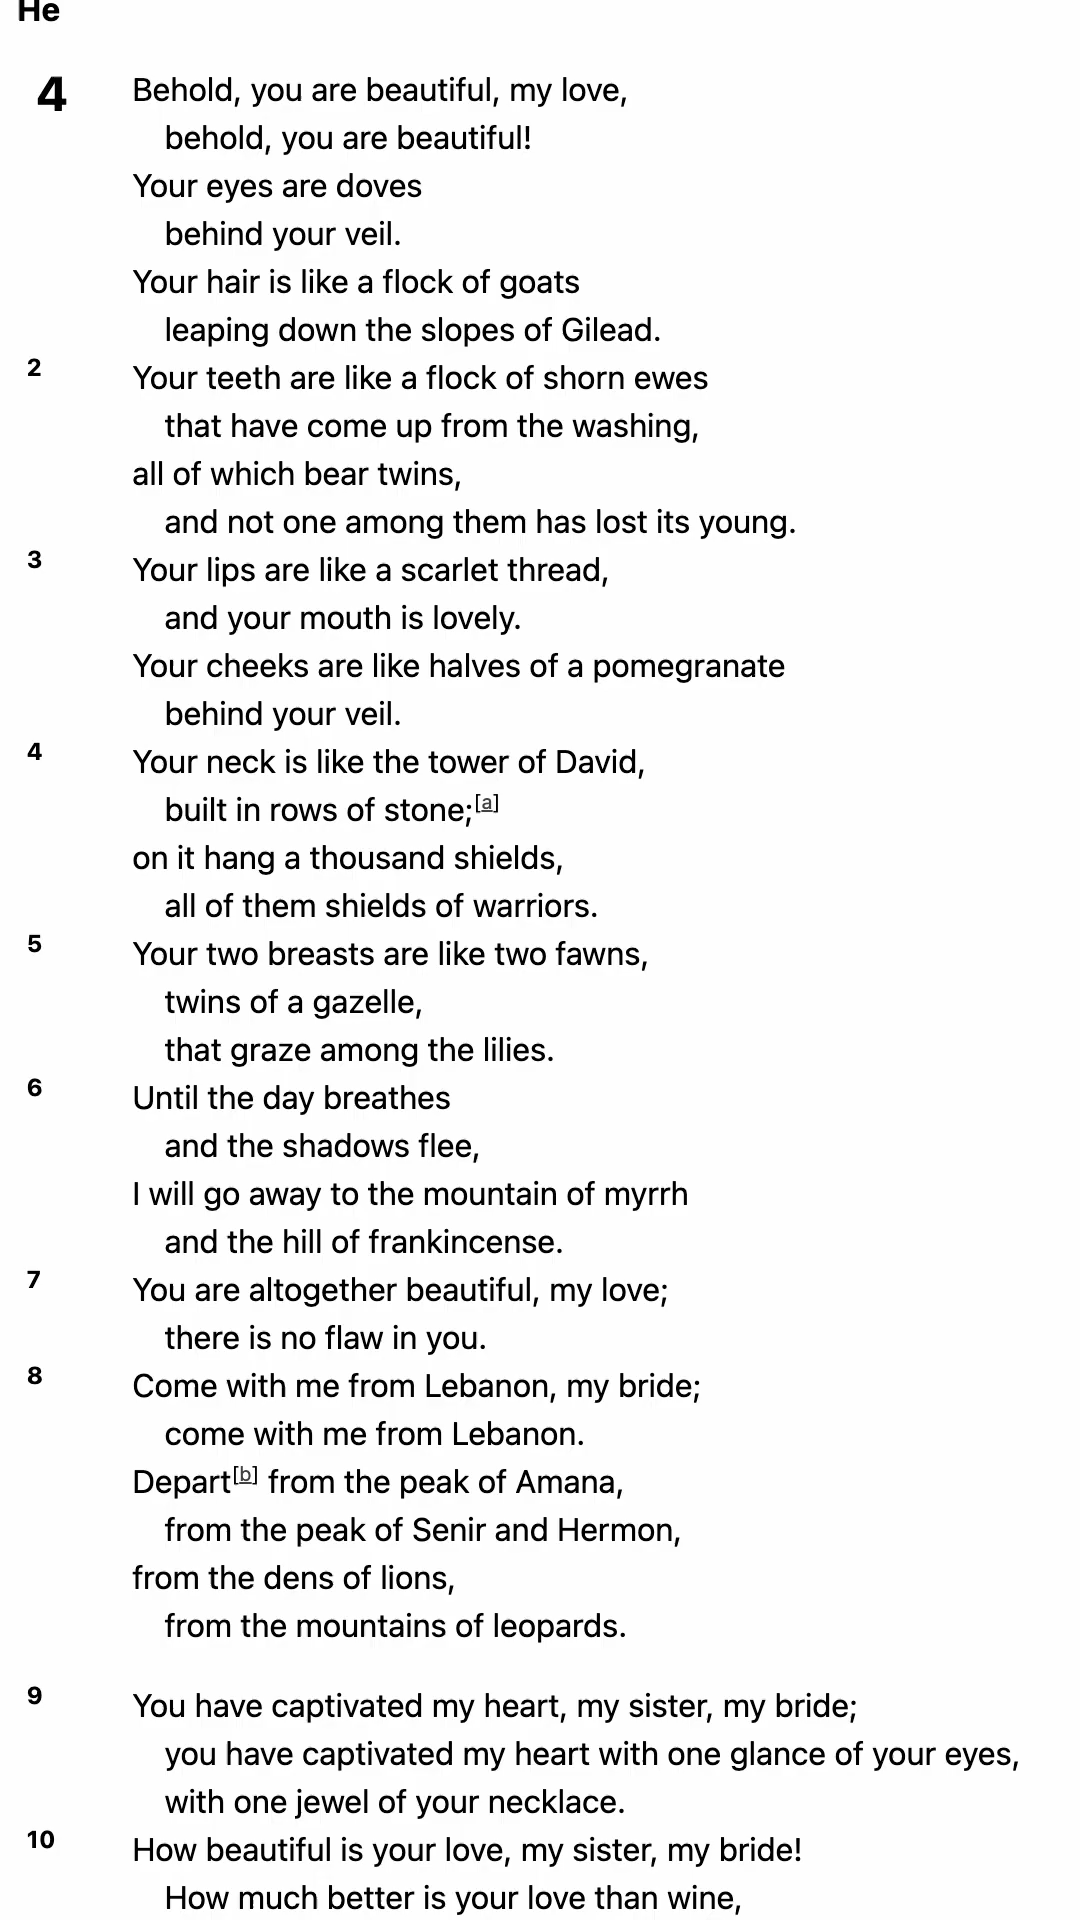 He
4 Behold, you are beautiful, my love,
behold, you are beautiful!
Your eyes are doves
behind your veil.
Your hair is like a flock of goats
leaping down the slopes of Gilead.
2 Your teeth are like a flock of shorn ewes
that have come up from the washing,
all of which bear twins,
and not one among them has lost its young.
3 Your lips are like a scarlet thread,
and your mouth is lovely.
Your cheeks are like halves of a pomegranate
behind your veil.
4 Your neck is like the tower of David,
built in rows of stone;[a]
on it hang a thousand shields,
all of them shields of warriors.
5 Your two breasts are like two fawns,
twins of a gazelle,
that graze among the lilies.
6 Until the day breathes
and the shadows flee,
I will go away to the mountain of myrrh
and the hill of frankincense.
7 You are altogether beautiful, my love;
there is no flaw in you.
8 Come with me from Lebanon, my bride;
come with me from Lebanon.
Depart[b] from the peak of Amana,
from the peak of Senir and Hermon,
from the dens of lions,
from the mountains of leopards.
9 You have captivated my heart, my sister, my bride;
you have captivated my heart with one glance of your eyes,
with one jewel of your necklace.
10 How beautiful is your love, my sister, my bride!
How much better is your love than wine,